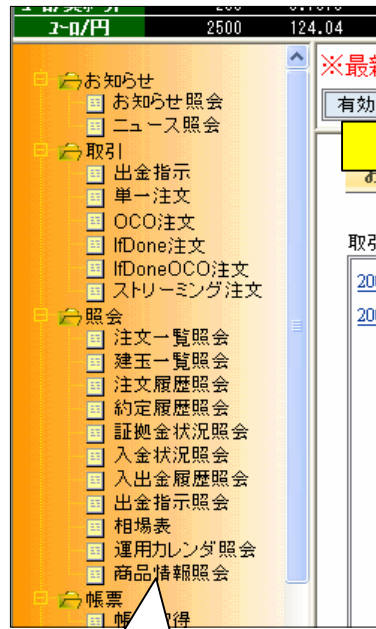 ユーロ/円 2500 124.04
※最新
有効
お知らせ
お知らせ照会
ニュース照会
取引
出金指示
単一注文
OCO注文
IfDone注文
IfDoneOCO注文
ストリーミング注文
照会
注文一覧照会
建玉一覧照会
注文履歴照会
約定履歴照会
証拠金状況照会
入金状況照会
入出金履歴照会
出金指示照会
相場表
運用カレンダ照会
商品情報照会
帳票
取引
200
200